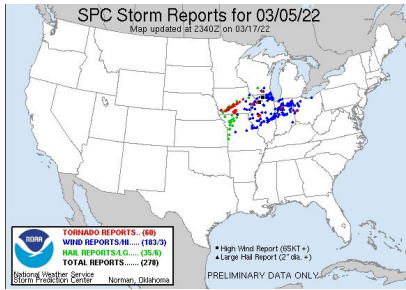 SPC Storm Reports for 03/05/22
Map updated at 2340Z on 03/17/22
NOAA
TORNADO REPORTS.. (60)
WIND REPORTS/HI..... (183/3)
HAIL REPORTS/LG..... (35/6)
TOTAL REPORTS....... (278)
National Weather Service
Storm Prediction Center Norman, Oklahoma
High Wind Report (65KT +)
Large Hail Report (2" dia. +)
PRELIMINARY DATA ONLY